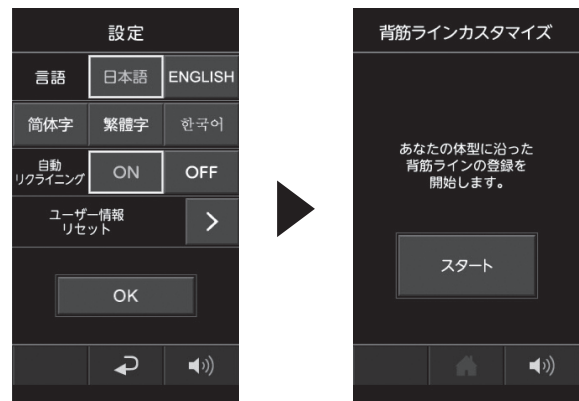 設定
言語
日本語
ENGLISH
简体字
繁體字
한국어
自動
リクライニング
ON
OFF
ユーザー情報
リセット
OK
背筋ラインカスタマイズ
あなたの体型に沿った
背筋ラインの登録を
開始します。
スタート